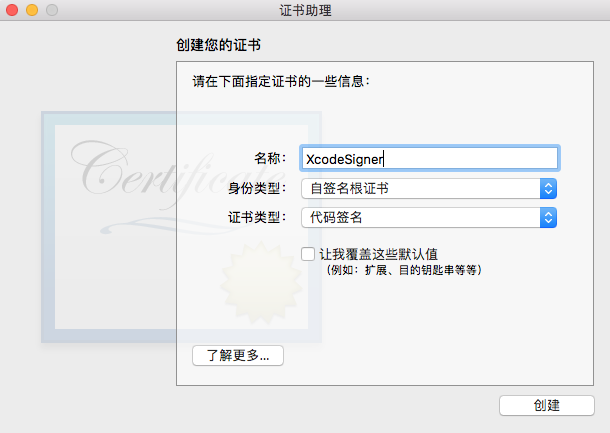 证书助理
创建您的证书
请在下面指定证书的一些信息：
Certificate
名称： XcodeSigner
身份类型： 自签名根证书
证书类型： 代码签名
让我覆盖这些默认值
（例如：扩展、目的钥匙串等等）
了解更多...
创建